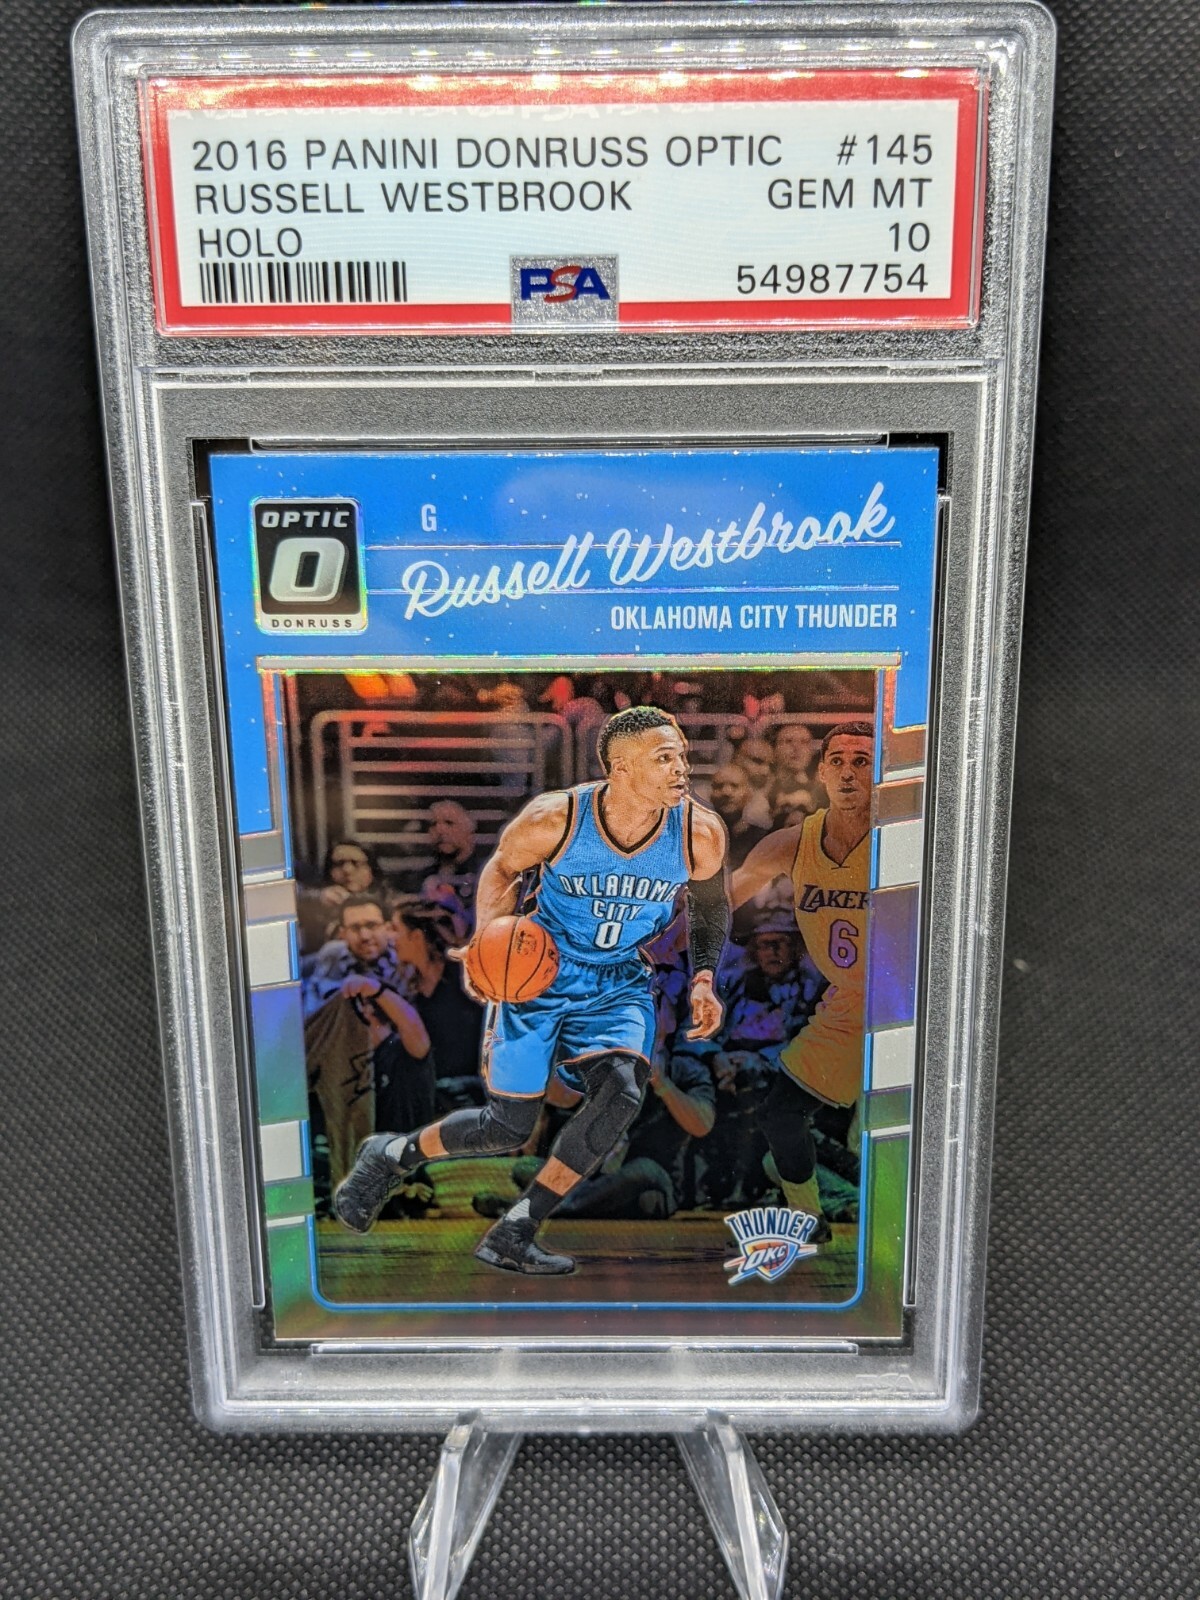 2016 PANINI DONRUSS OPTIC #145
RUSSELL WESTBROOK GEM MT
HOLO 10
PSA 54987754
OPTIC
O
DONRUSS
G
Russell Westbrook
OKLAHOMA CITY THUNDER
OKLAHOMA
CITY
0
LAKER
6
THUNDER
OKC